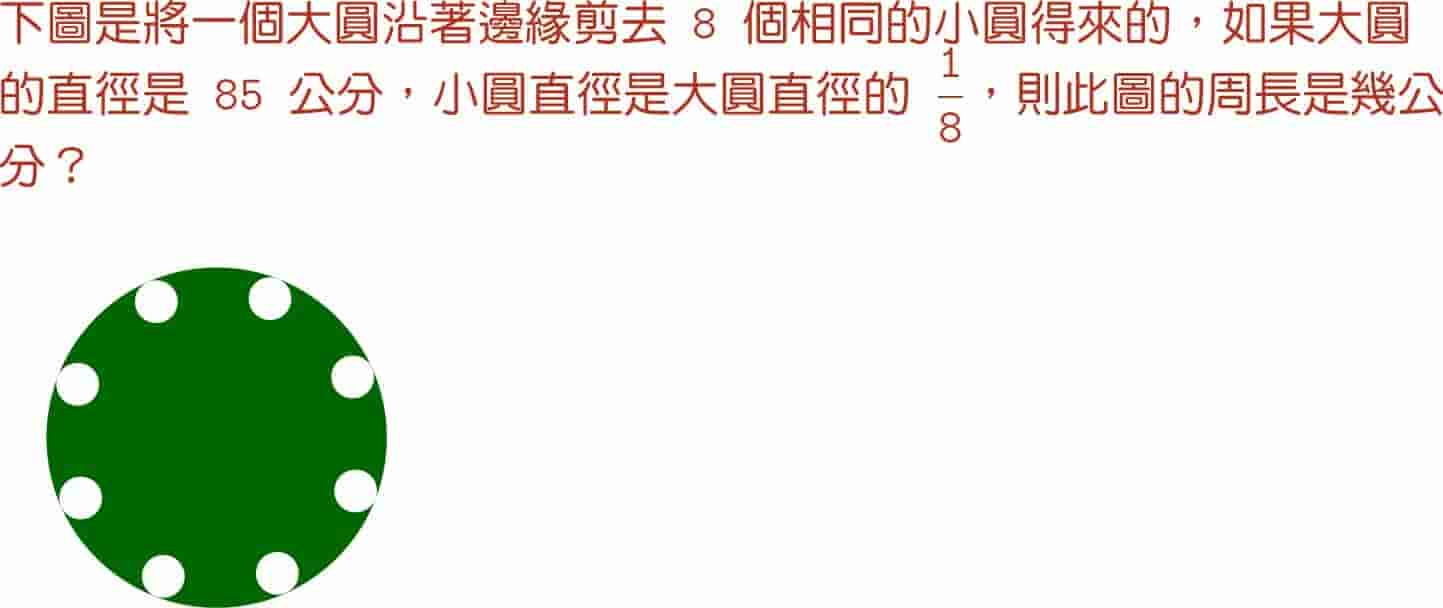 下圖是將一個大圓沿著邊緣剪去 8 個相同的小圓得來的，如果大圓
的直徑是 85 公分，小圓直徑是大圓直徑的 1/8，則此圖的周長是幾公
分？